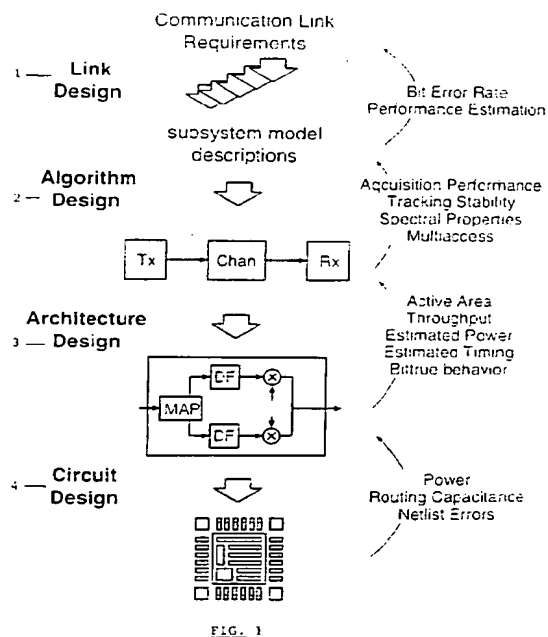 Communication Link
Requirements
1 — Link
Design
Bit Error Rate
Performance Estimation
subsystem model
descriptions
2 — Algorithm
Design
Acquisition Performance
Tracking Stability
Spectral Properties
Multiaccess
Tx
Chan
Rx
3 — Architecture
Design
Active Area
Throughput
Estimated Power
Estimated Timing
Bittrue behavior
MAP
DF
X
DF
X
4 — Circuit
Design
Power
Routing Capacitance
Netlist Errors
FIG. 1